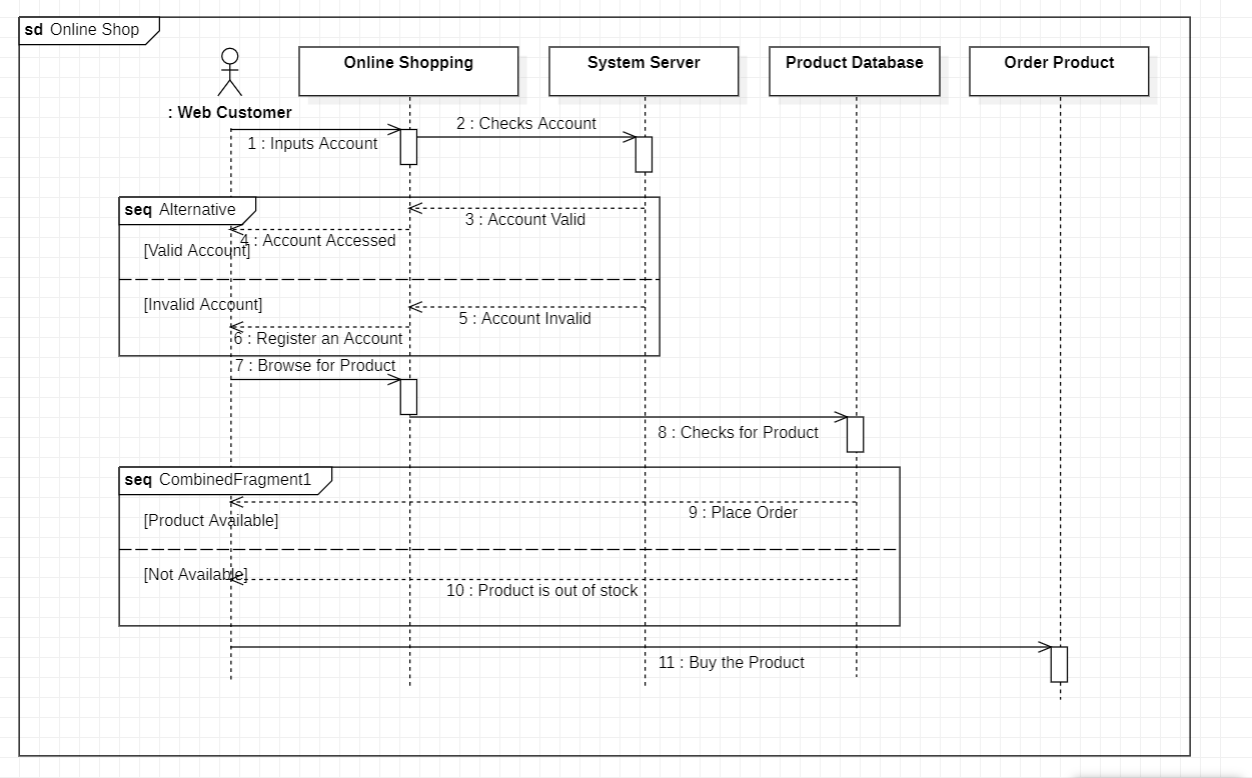 sd Online Shop
Online Shopping
System Server
Product Database
Order Product
: Web Customer
1 : Inputs Account
2 : Checks Account
seq Alternative
3 : Account Valid
4 : Account Accessed
[Valid Account]
[Invalid Account]
5 : Account Invalid
6 : Register an Account
7 : Browse for Product
8 : Checks for Product
seq CombinedFragment1
9 : Place Order
[Product Available]
[Not Available]
10 : Product is out of stock
11 : Buy the Product